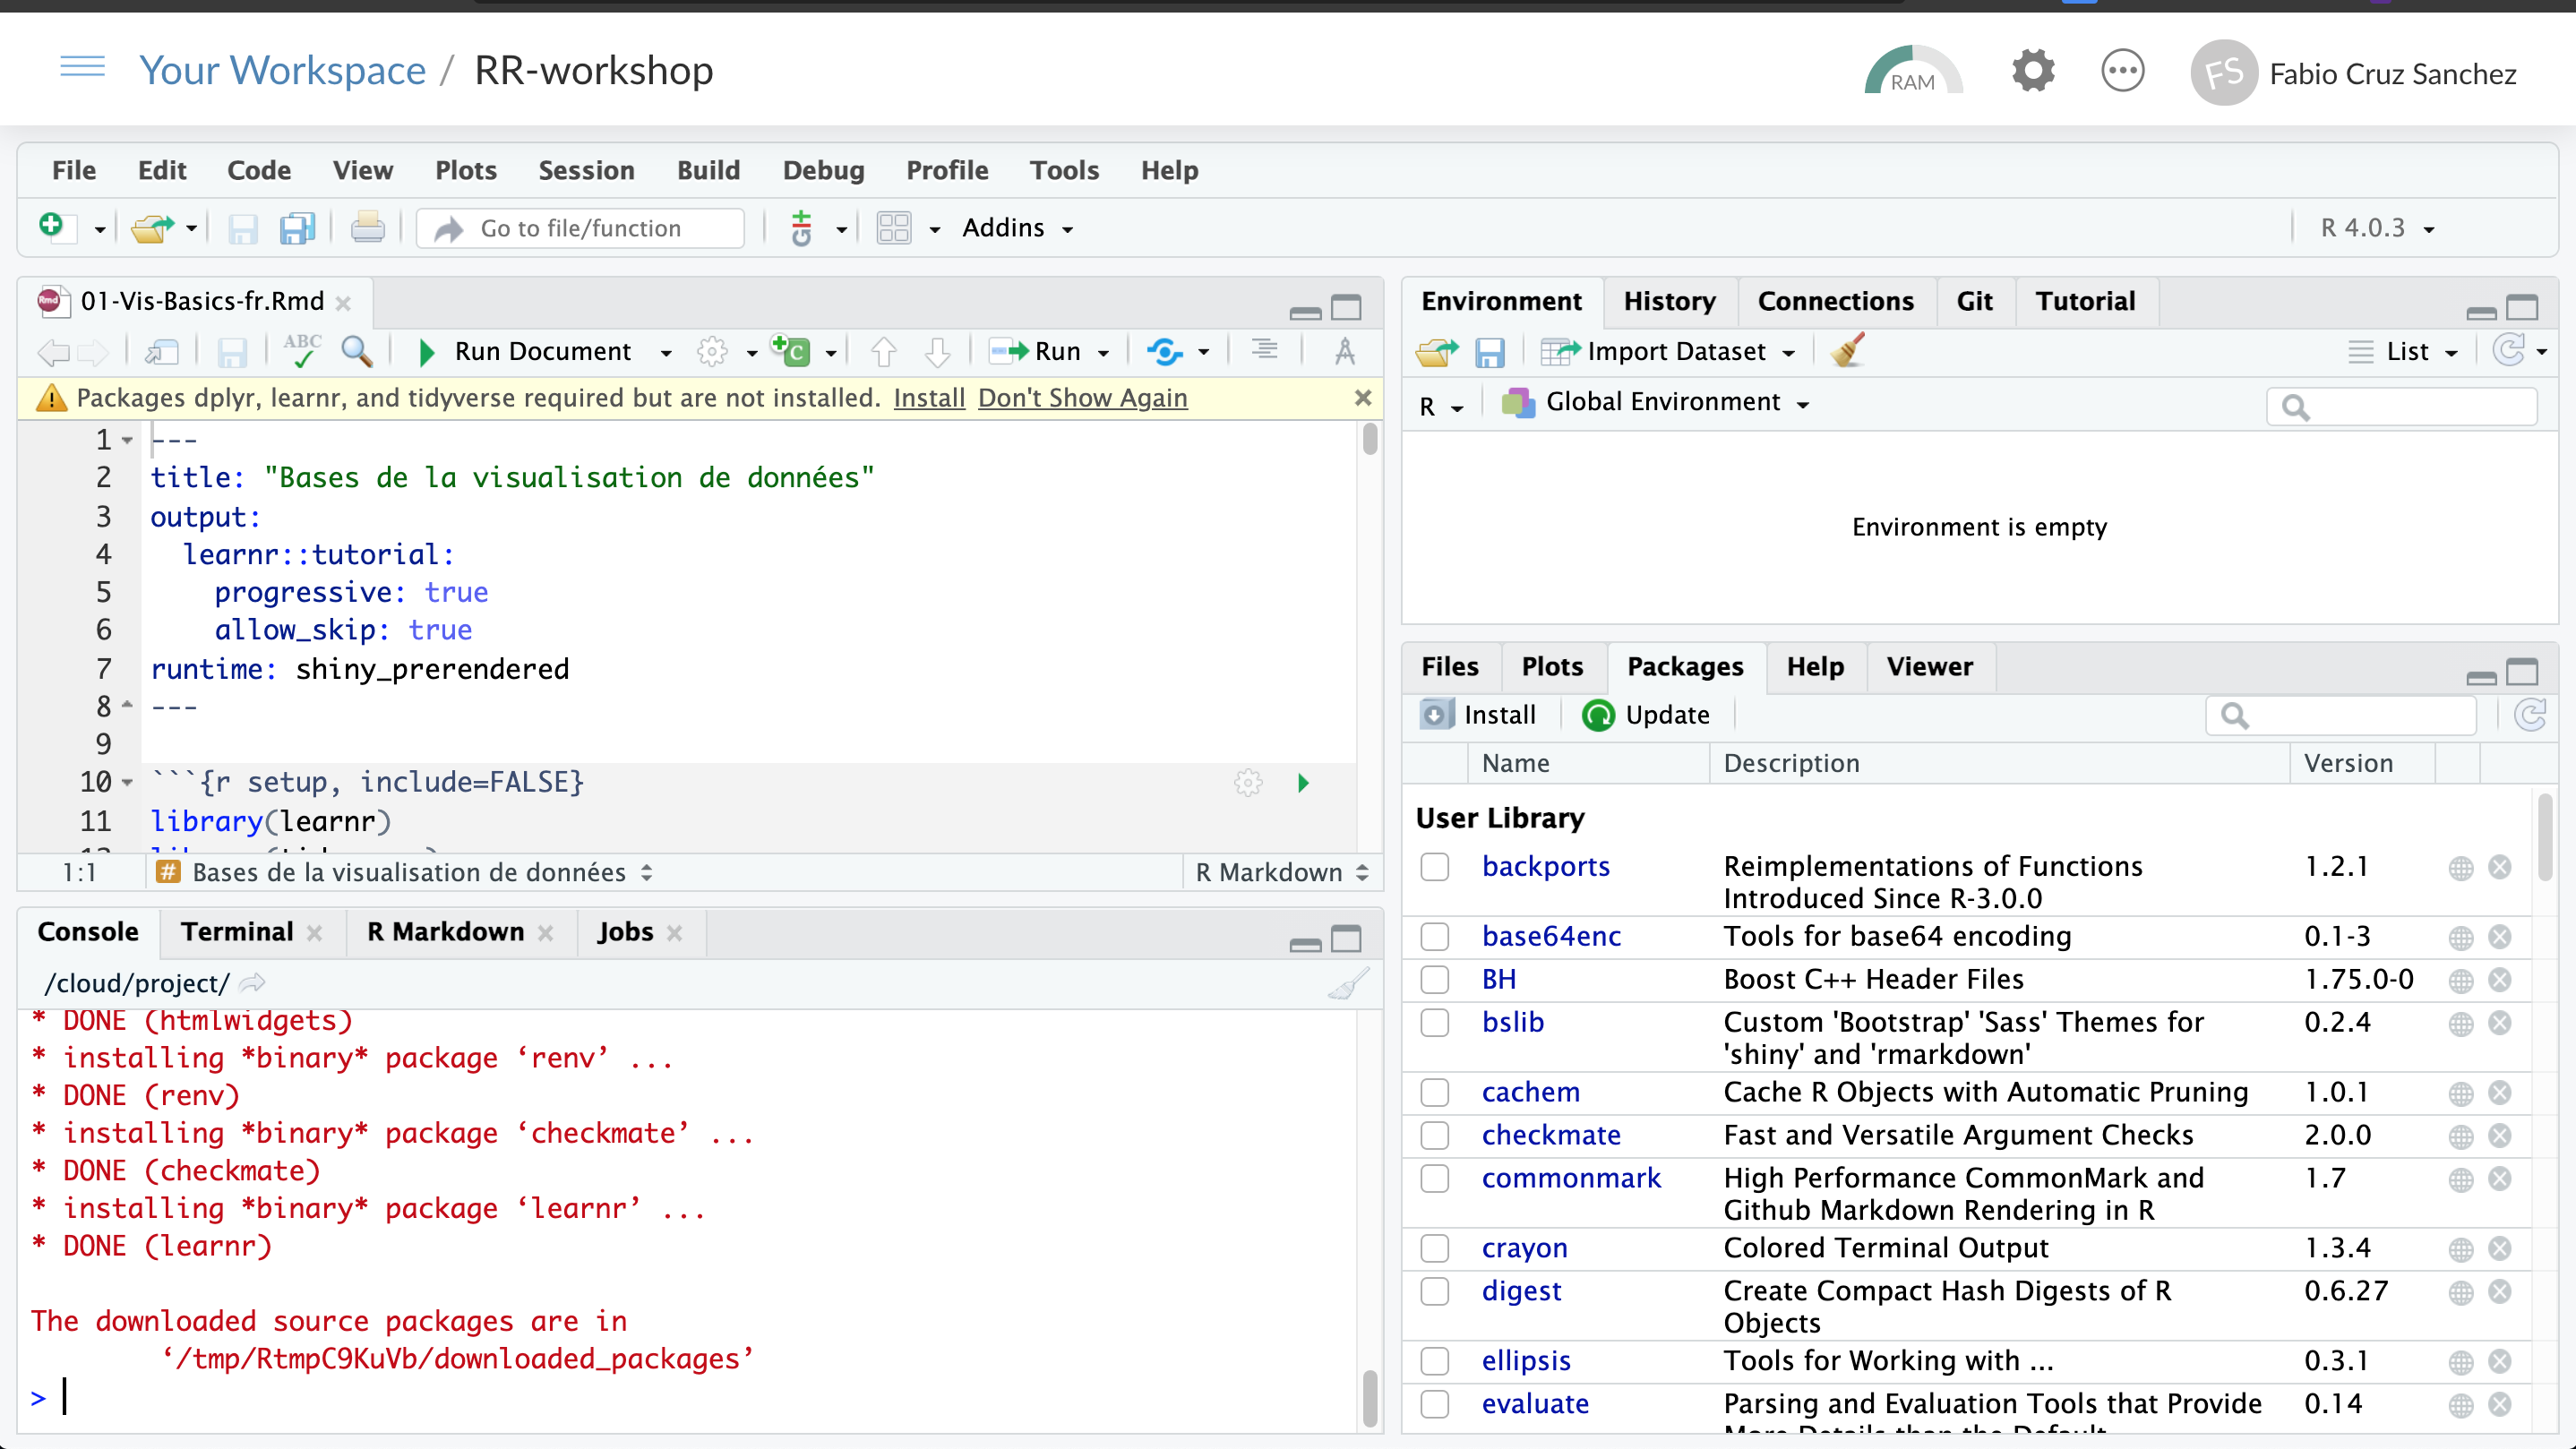 Your Workspace / RR-workshop
RAM
FS
Fabio Cruz Sanchez
File Edit Code View Plots Session Build Debug Profile Tools Help
Go to file/function
Addins
R 4.0.3
Rmd
01-Vis-Basics-fr.Rmd
ABC
Run Document
C
Run
Packages dplyr, learnr, and tidyverse required but are not installed. Install Don't Show Again
1 ---
2 title: "Bases de la visualisation de données"
3 output:
4 learnr::tutorial:
5 progressive: true
6 allow_skip: true
7 runtime: shiny_prerendered
8 ---
9
10 ```{r setup, include=FALSE}
11 library(learnr)
1:1 # Bases de la visualisation de données R Markdown
Console Terminal R Markdown Jobs
/cloud/project/
* DONE (htmlwidgets)
* installing *binary* package ‘renv’ ...
* DONE (renv)
* installing *binary* package ‘checkmate’ ...
* DONE (checkmate)
* installing *binary* package ‘learnr’ ...
* DONE (learnr)
The downloaded source packages are in
‘/tmp/RtmpC9KuVb/downloaded_packages’
>
Environment History Connections Git Tutorial
Import Dataset
List
R Global Environment
Environment is empty
Files Plots Packages Help Viewer
Install Update
Name Description Version
User Library
backports Reimplementations of Functions 1.2.1
Introduced Since R-3.0.0
base64enc Tools for base64 encoding 0.1-3
BH Boost C++ Header Files 1.75.0-0
bslib Custom 'Bootstrap' 'Sass' Themes for 0.2.4
'shiny' and 'rmarkdown'
cachem Cache R Objects with Automatic Pruning 1.0.1
checkmate Fast and Versatile Argument Checks 2.0.0
commonmark High Performance CommonMark and 1.7
Github Markdown Rendering in R
crayon Colored Terminal Output 1.3.4
digest Create Compact Hash Digests of R 0.6.27
Objects
ellipsis Tools for Working with ... 0.3.1
evaluate Parsing and Evaluation Tools that Provide 0.14
More Details than the Default